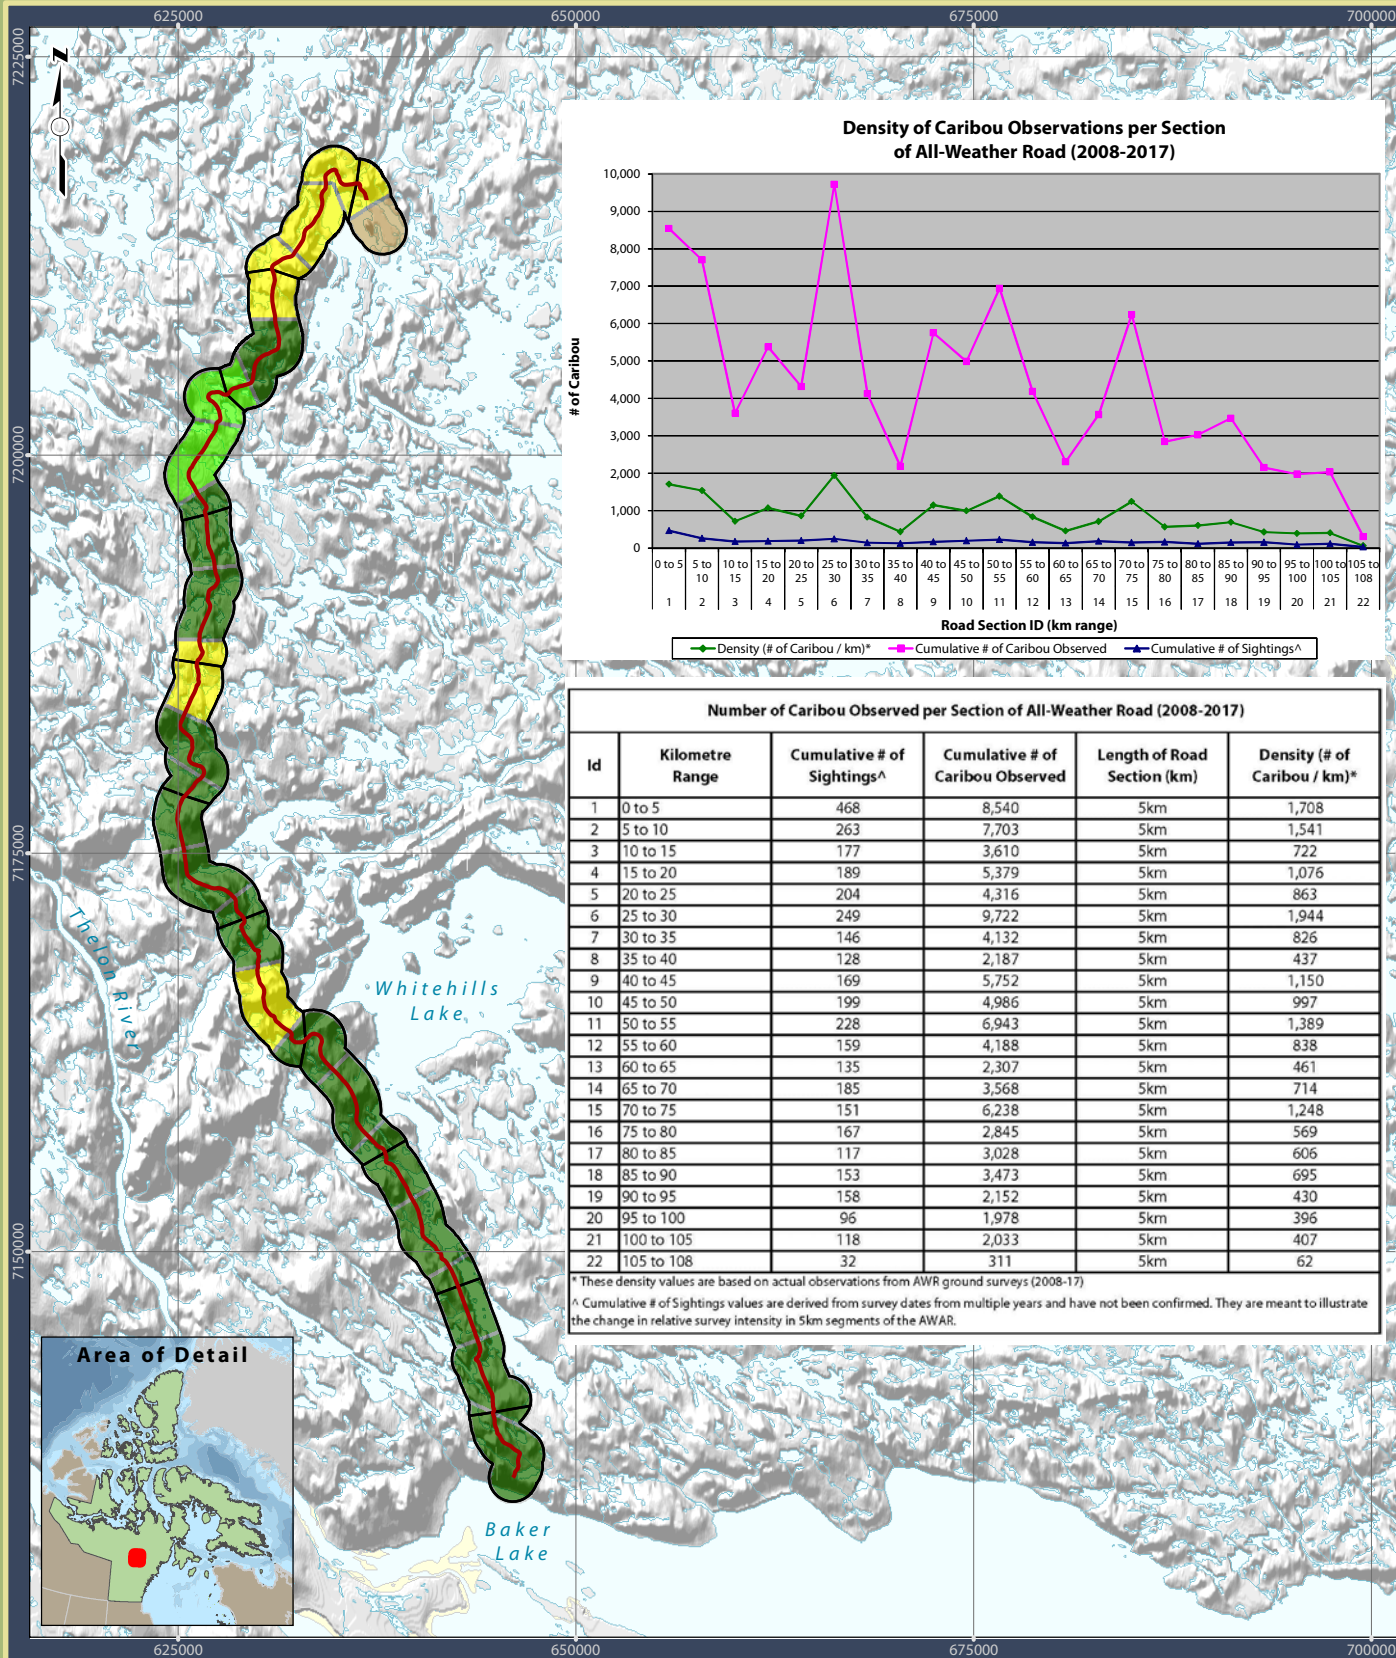 625000
650000
675000
700000
7225000
N
Density of Caribou Observations per Section
of All-Weather Road (2008-2017)
# of Caribou
10,000
9,000
8,000
7,000
6,000
5,000
4,000
3,000
2,000
1,000
0
0 to 5 5 to 10 10 to 15 15 to 20 20 to 25 25 to 30 30 to 35 35 to 40 40 to 45 45 to 50 50 to 55 55 to 60 60 to 65 65 to 70 70 to 75 75 to 80 80 to 85 85 to 90 90 to 95 95 to 100 100 to 105 105 to 108
1 2 3 4 5 6 7 8 9 10 11 12 13 14 15 16 17 18 19 20 21 22
Road Section ID (km range)
Density (# of Caribou / km)* Cumulative # of Caribou Observed Cumulative # of Sightings^
7200000
Number of Caribou Observed per Section of All-Weather Road (2008-2017)
Id Kilometre Range Cumulative # of Sightings^ Cumulative # of Caribou Observed Length of Road Section (km) Density (# of Caribou / km)*
1 0 to 5 468 8,540 5km 1,708
2 5 to 10 263 7,703 5km 1,541
3 10 to 15 177 3,610 5km 722
4 15 to 20 189 5,379 5km 1,076
5 20 to 25 204 4,316 5km 863
6 25 to 30 249 9,722 5km 1,944
7 30 to 35 146 4,132 5km 826
8 35 to 40 128 2,187 5km 437
9 40 to 45 169 5,752 5km 1,150
10 45 to 50 199 4,986 5km 997
11 50 to 55 228 6,943 5km 1,389
12 55 to 60 159 4,188 5km 838
13 60 to 65 135 2,307 5km 461
14 65 to 70 185 3,568 5km 714
15 70 to 75 151 6,238 5km 1,248
16 75 to 80 167 2,845 5km 569
17 80 to 85 117 3,028 5km 606
18 85 to 90 153 3,473 5km 695
19 90 to 95 158 2,152 5km 430
20 95 to 100 96 1,978 5km 396
21 100 to 105 118 2,033 5km 407
22 105 to 108 32 311 5km 62
* These density values are based on actual observations from AWR ground surveys (2008-17)
^ Cumulative # of Sightings values are derived from survey dates from multiple years and have not been confirmed. They are meant to illustrate
the change in relative survey intensity in 5km segments of the AWAR.
7175000
Thelon River
Whitehills
Lake
7150000
Area of Detail
Baker
Lake
625000
650000
675000
700000